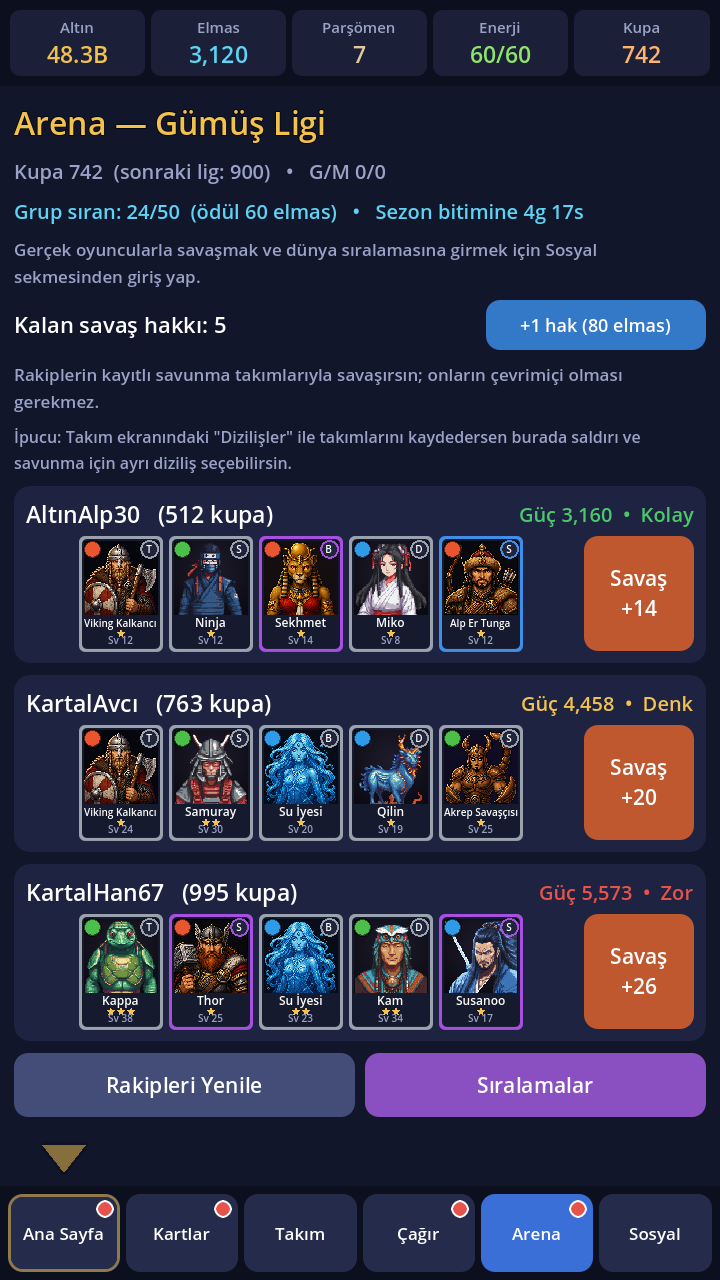 Altın Elmas Parşömen Enerji Kupa
48.3B 3,120 7 60/60 742
Arena — Gümüş Ligi
Kupa 742 (sonraki lig: 900) • G/M 0/0
Grup sıran: 24/50 (ödül 60 elmas) • Sezon bitimine 4g 17s
Gerçek oyuncularla savaşmak ve dünya sıralamasına girmek için Sosyal
sekmesinden giriş yap.
Kalan savaş hakkı: 5 +1 hak (80 elmas)
Rakiplerin kayıtlı savunma takımlarıyla savaşırsın; onların çevrimiçi olması
gerekmez.
İpucu: Takım ekranındaki "Dizilişler" ile takımlarını kaydedersen burada saldırı ve
savunma için ayrı diziliş seçebilirsin.
AltınAlp30 (512 kupa) Güç 3,160 • Kolay
T S B D S
Viking Kalkancı Ninja Sekhmet Miko Alp Er Tunga
Sv 12 Sv 12 Sv 14 Sv 8 Sv 12
Savaş
+14
KartalAvcı (763 kupa) Güç 4,458 • Denk
T S B D S
Viking Kalkancı Samuray Su İyesi Qilin Akrep Savaşçısı
Sv 24 Sv 30 Sv 20 Sv 19 Sv 25
Savaş
+20
KartalHan67 (995 kupa) Güç 5,573 • Zor
T S B D S
Kappa Thor Su İyesi Kam Susanoo
Sv 38 Sv 25 Sv 23 Sv 34 Sv 17
Savaş
+26
Rakipleri Yenile Sıralamalar
Ana Sayfa Kartlar Takım Çağır Arena Sosyal